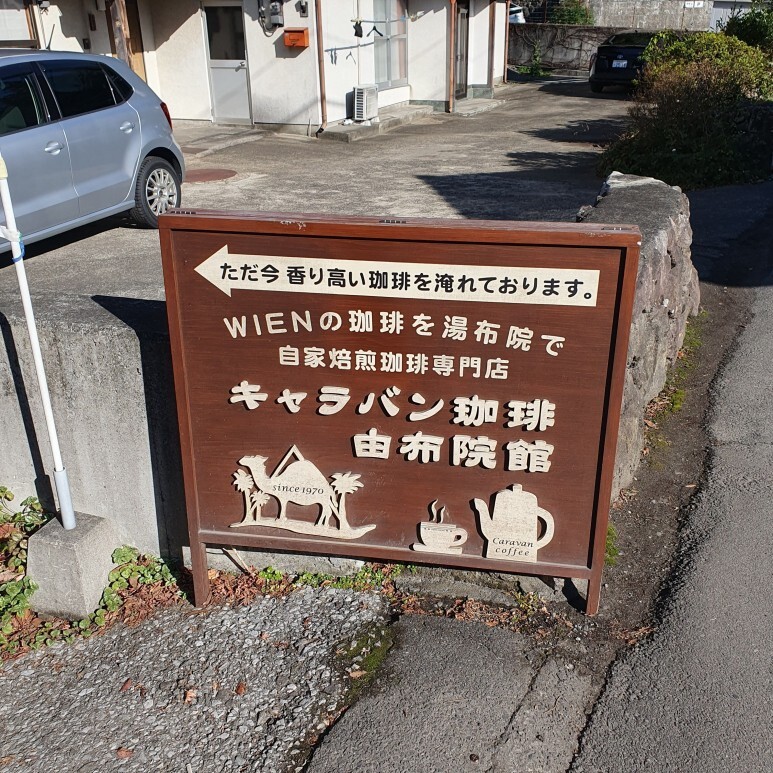 ただ今 香り高い珈琲を淹れております。
WIENの珈琲を湯布院で
自家焙煎珈琲専門店
キャラバン珈琲
由布院館
since1970
Caravan
coffee